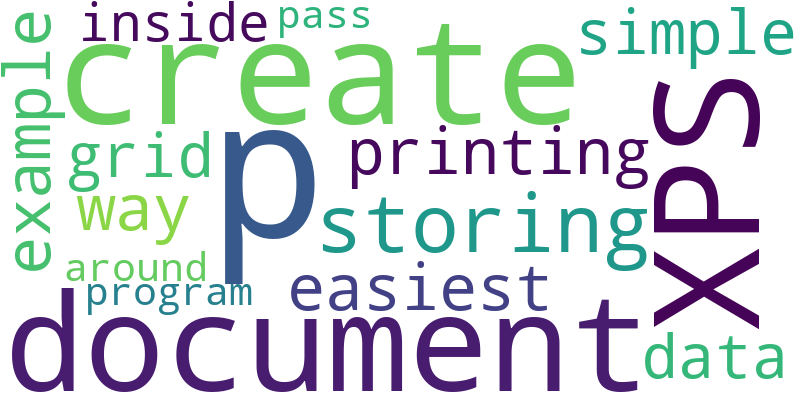 inside
pass
simple
create
example
XPS
p
grid
printing
way
storing
around
program
easiest
document
data